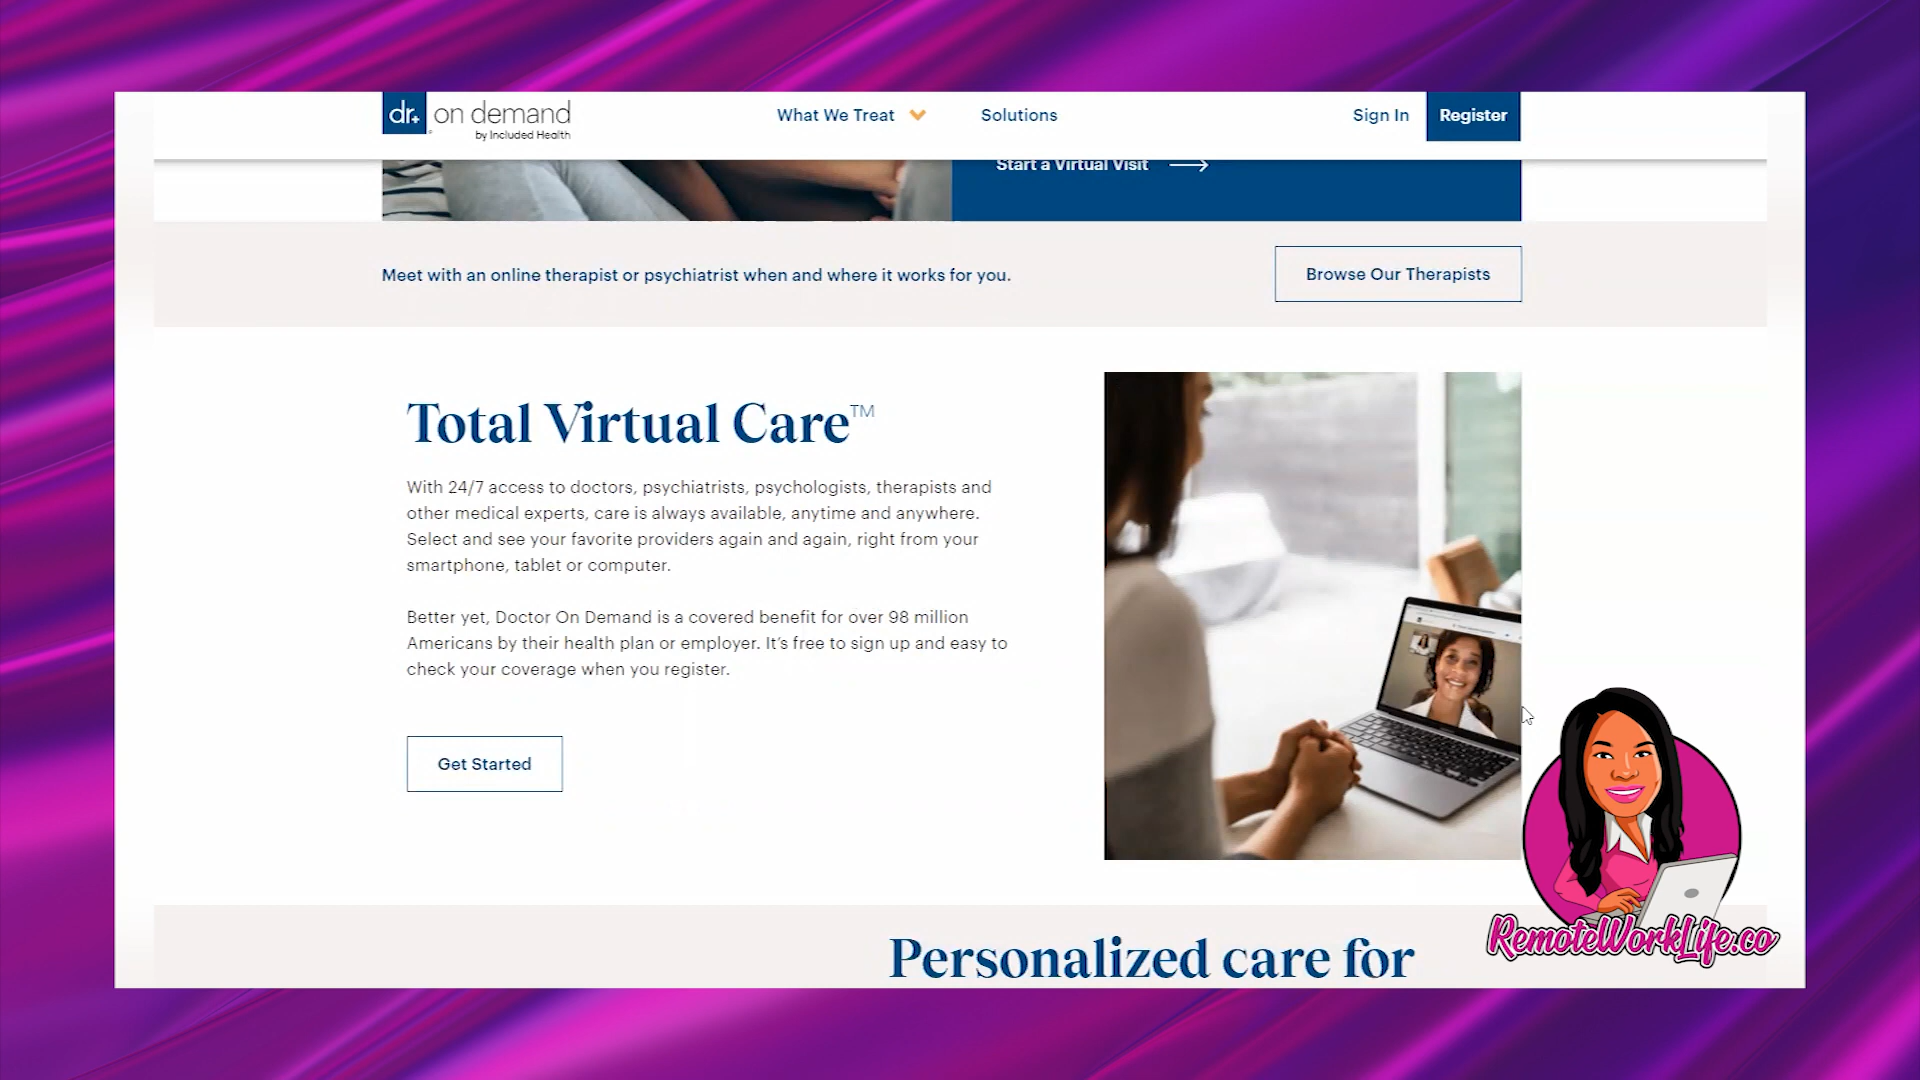 dr+ on demand
by Included Health
What We Treat
Solutions
Sign In
Register
Start a Virtual Visit
Meet with an online therapist or psychiatrist when and where it works for you.
Browse Our Therapists
Total Virtual Care™
With 24/7 access to doctors, psychiatrists, psychologists, therapists and
other medical experts, care is always available, anytime and anywhere.
Select and see your favorite providers again and again, right from your
smartphone, tablet or computer.
Better yet, Doctor On Demand is a covered benefit for over 98 million
Americans by their health plan or employer. It's free to sign up and easy to
check your coverage when you register.
Get Started
RemoteWorkLife.co
Personalized care for